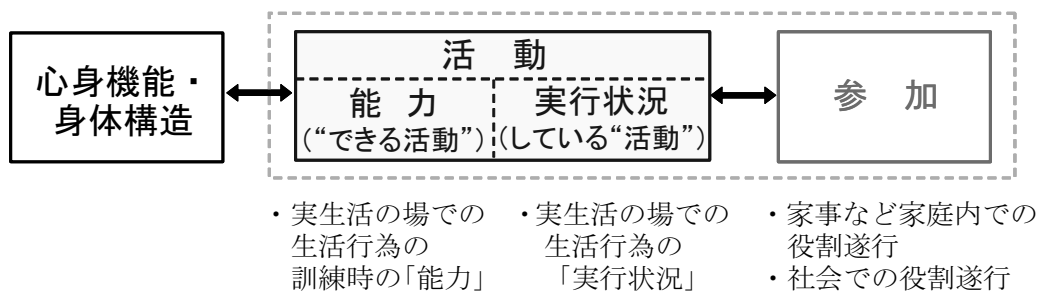 心身機能・
身体構造
活 動
能 力
(“できる活動”)
実行状況
(している“活動”)
参 加
・実生活の場での
生活行為の
訓練時の「能力」
・実生活の場での
生活行為の
「実行状況」
・家事など家庭内での
役割遂行
・社会での役割遂行